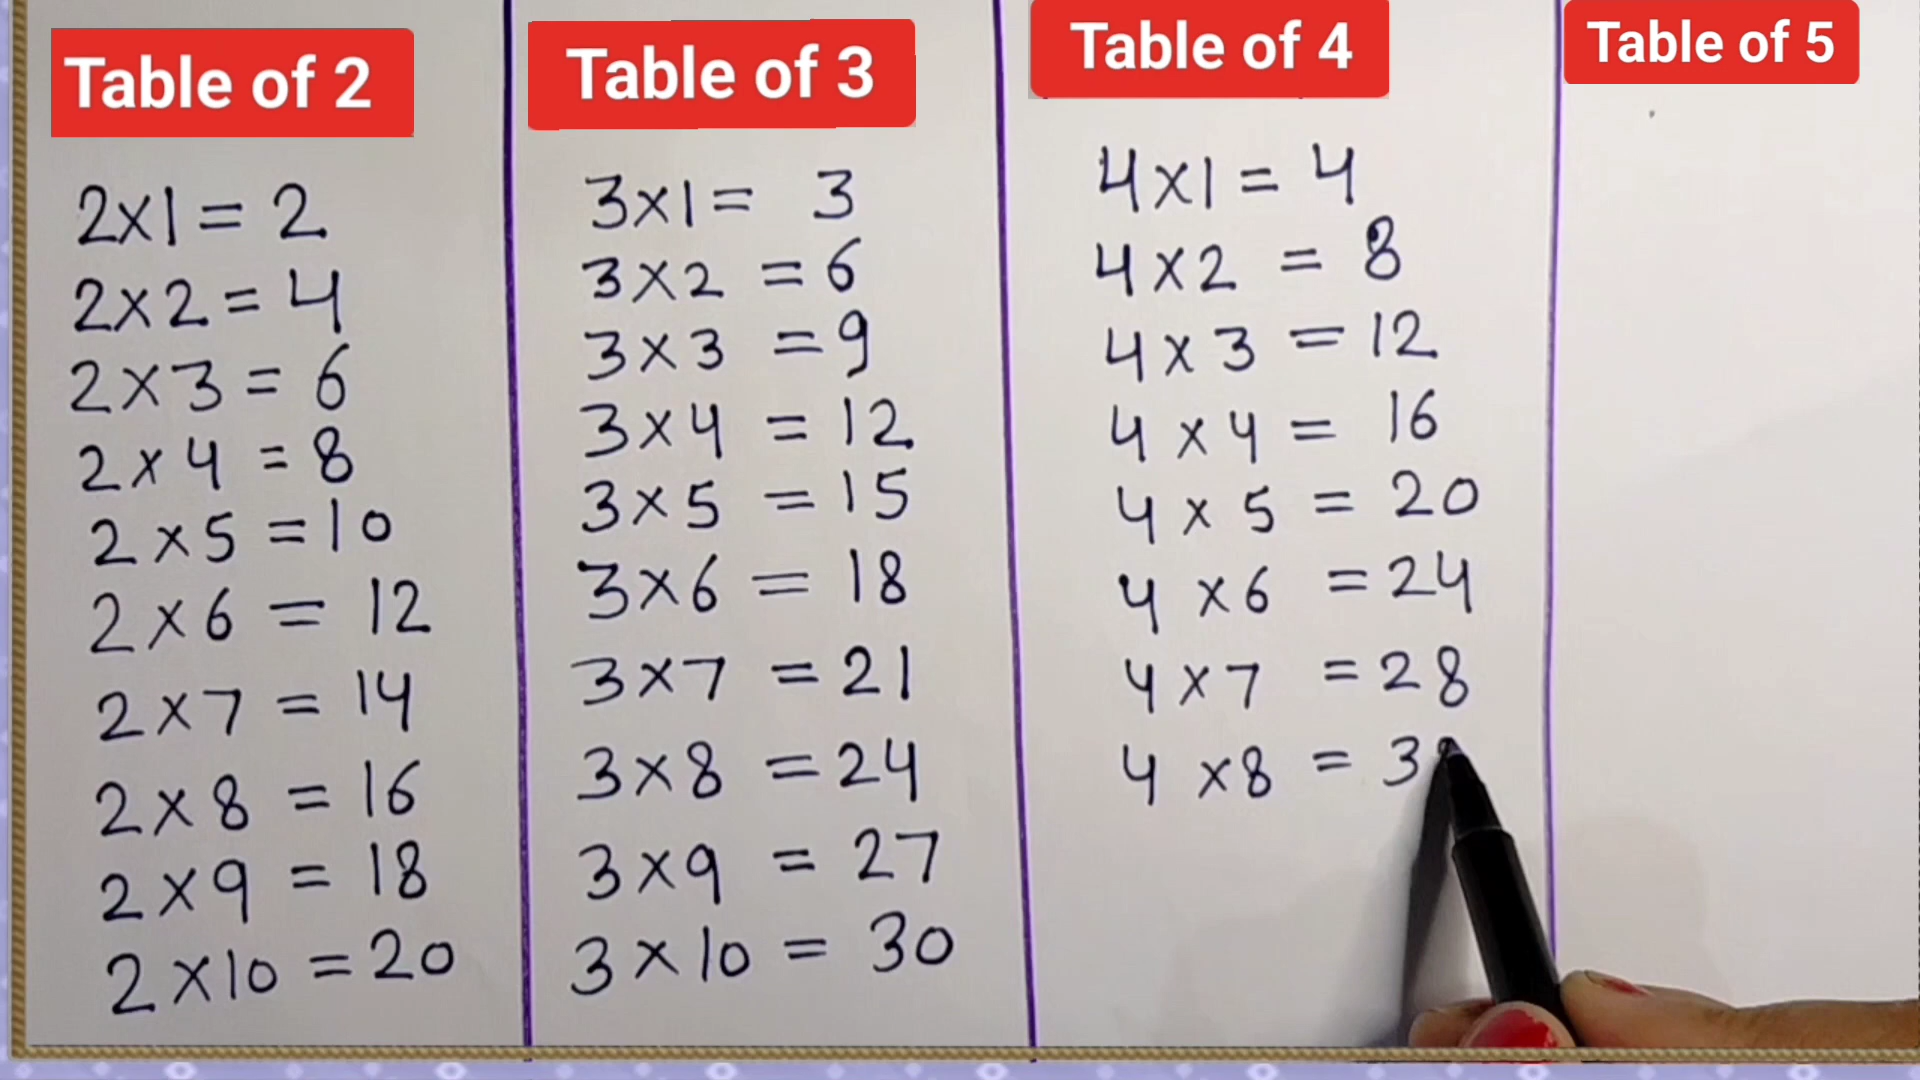 Table of 2
2x1 = 2
2x2 = 4
2x3 = 6
2x4 = 8
2x5 = 10
2x6 = 12
2x7 = 14
2x8 = 16
2x9 = 18
2x10 = 20
Table of 3
3x1 = 3
3x2 = 6
3x3 = 9
3x4 = 12
3x5 = 15
3x6 = 18
3x7 = 21
3x8 = 24
3x9 = 27
3x10 = 30
Table of 4
4x1 = 4
4x2 = 8
4x3 = 12
4x4 = 16
4x5 = 20
4x6 = 24
4x7 = 28
4x8 = 3
Table of 5